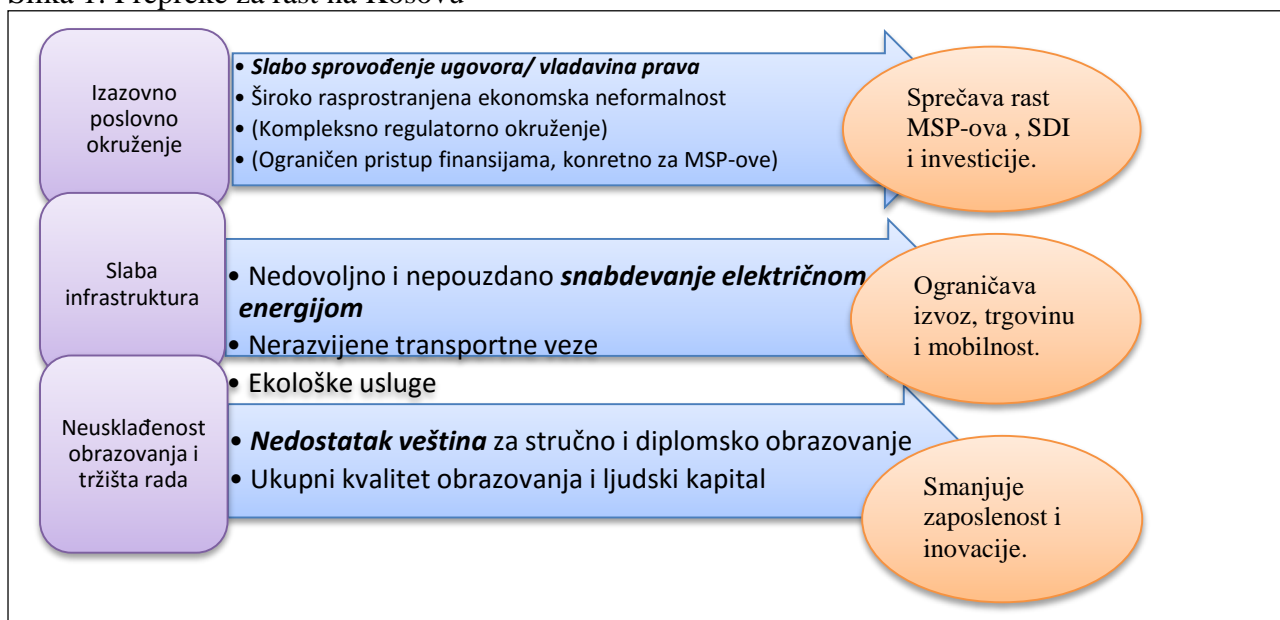 Slika 1. Prepreke za rast na Kosovu
Izazovno
poslovno
okruženje
• Slabo sprovođenje ugovora/ vladavina prava
• Široko rasprostranjena ekonomska neformalnost
• (Kompleksno regulatorno okruženje)
• (Ograničen pristup finansijama, konretno za MSP-ove)
Sprečava rast
MSP-ova , SDI
i investicije.
Slaba
infrastruktura
• Nedovoljno i nepouzdano snabdevanje električnom
energijom
• Nerazvijene transportne veze
• Ekološke usluge
Ograničava
izvoz, trgovinu
i mobilnost.
Neusklađenost
obrazovanja i
tržišta rada
• Nedostatak veština za stručno i diplomsko obrazovanje
• Ukupni kvalitet obrazovanja i ljudski kapital
Smanjuje
zaposlenost i
inovacije.